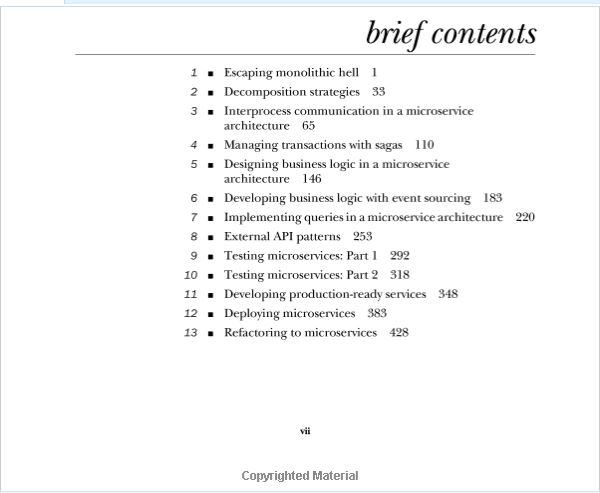 brief contents
1 ■ Escaping monolithic hell 1
2 ■ Decomposition strategies 33
3 ■ Interprocess communication in a microservice
architecture 65
4 ■ Managing transactions with sagas 110
5 ■ Designing business logic in a microservice
architecture 146
6 ■ Developing business logic with event sourcing 183
7 ■ Implementing queries in a microservice architecture 220
8 ■ External API patterns 253
9 ■ Testing microservices: Part 1 292
10 ■ Testing microservices: Part 2 318
11 ■ Developing production-ready services 348
12 ■ Deploying microservices 383
13 ■ Refactoring to microservices 428
vii
Copyrighted Material